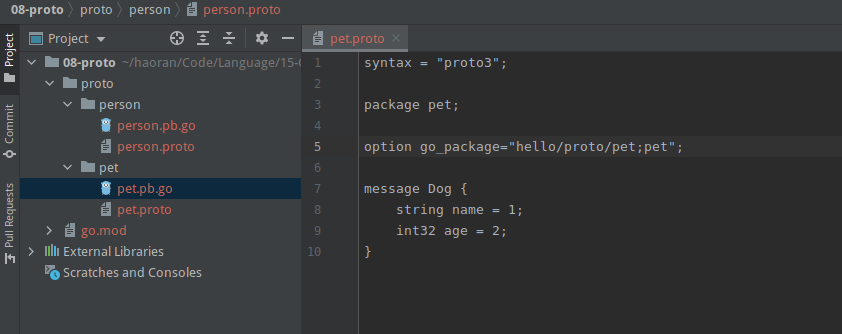 08-proto proto person person.proto
Project
Commit
Pull Requests
Project
08-proto ~/haoran/Code/Language/15-
proto
person
person.pb.go
person.proto
pet
pet.pb.go
pet.proto
go.mod
External Libraries
Scratches and Consoles
pet.proto
1 syntax = "proto3";
2
3 package pet;
4
5 option go_package="hello/proto/pet;pet";
6
7 message Dog {
8     string name = 1;
9     int32 age = 2;
10 }